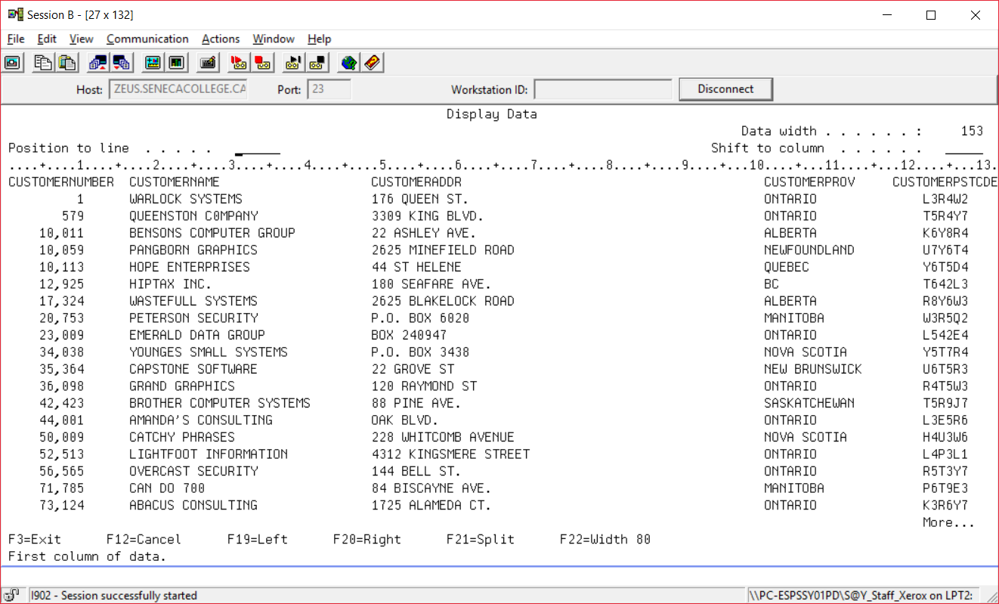 Session B - [27 x 132]
File Edit View Communication Actions Window Help
Host: ZEUS.SENECACOLLEGE.CA Port: 23 Workstation ID: Disconnect
Display Data
Data width . . . . . . : 153
Position to line . . . . . Shift to column . . . . . .
....+....1....+....2....+....3....+....4....+....5....+....6....+....7....+....8....+....9....+...10....+...11....+...12....+...13.
CUSTOMERNUMBER CUSTOMERNAME CUSTOMERADDR CUSTOMERPROV CUSTOMERPSTCDE
1 WARLOCK SYSTEMS 176 QUEEN ST. ONTARIO L3R4W2
579 QUEENSTON C0MPANY 3309 KING BLVD. ONTARIO T5R4Y7
10,011 BENSONS COMPUTER GROUP 22 ASHLEY AVE. ALBERTA K6Y8R4
10,059 PANGBORN GRAPHICS 2625 MINEFIELD ROAD NEWFOUNDLAND U7Y6T4
10,113 HOPE ENTERPRISES 44 ST HELENE QUEBEC Y6T5D4
12,925 HIPTAX INC. 180 SEAFARE AVE. BC T642L3
17,324 WASTEFULL SYSTEMS 2625 BLAKELOCK ROAD ALBERTA R8Y6W3
20,753 PETERSON SECURITY P.O. BOX 6020 MANITOBA W3R5Q2
23,009 EMERALD DATA GROUP BOX 240947 ONTARIO L542E4
34,038 YOUNGES SMALL SYSTEMS P.O. BOX 3438 NOVA SCOTIA Y5T7R4
35,364 CAPSTONE SOFTWARE 22 GROVE ST NEW BRUNSWICK U6T5R3
36,098 GRAND GRAPHICS 120 RAYMOND ST ONTARIO R4T5W3
42,423 BROTHER COMPUTER SYSTEMS 88 PINE AVE. SASKATCHEWAN T5R9J7
44,001 AMANDA'S CONSULTING OAK BLVD. ONTARIO L3E5R6
50,009 CATCHY PHRASES 228 WHITCOMB AVENUE NOVA SCOTIA H4U3W6
52,513 LIGHTFOOT INFORMATION 4312 KINGSMERE STREET ONTARIO L4P3L1
56,565 OVERCAST SECURITY 144 BELL ST. ONTARIO R5T3Y7
71,785 CAN DO 700 84 BISCAYNE AVE. MANITOBA P6T9E3
73,124 ABACUS CONSULTING 1725 ALAMEDA CT. ONTARIO K3R6Y7
More...
F3=Exit F12=Cancel F19=Left F20=Right F21=Split F22=Width 80
First column of data.
I902 - Session successfully started \\PC-ESPSSY01PD\S@Y_Staff_Xerox on LPT2: